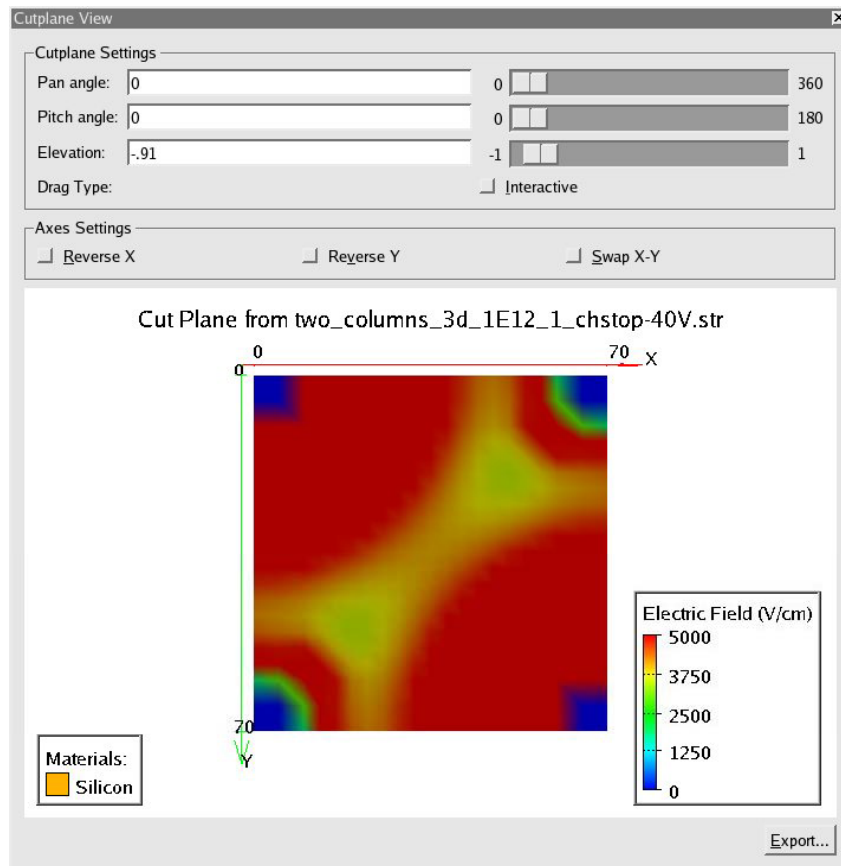 Cutplane View
Cutplane Settings
Pan angle: 0 0 360
Pitch angle: 0 0 180
Elevation: -.91 -1 1
Drag Type: Interactive
Axes Settings
Reverse X Reverse Y Swap X-Y
Cut Plane from two_columns_3d_1E12_1_chstop-40V.str
0 70 X
0
70
Y
Electric Field (V/cm)
5000
3750
2500
1250
0
Materials:
Silicon
Export...